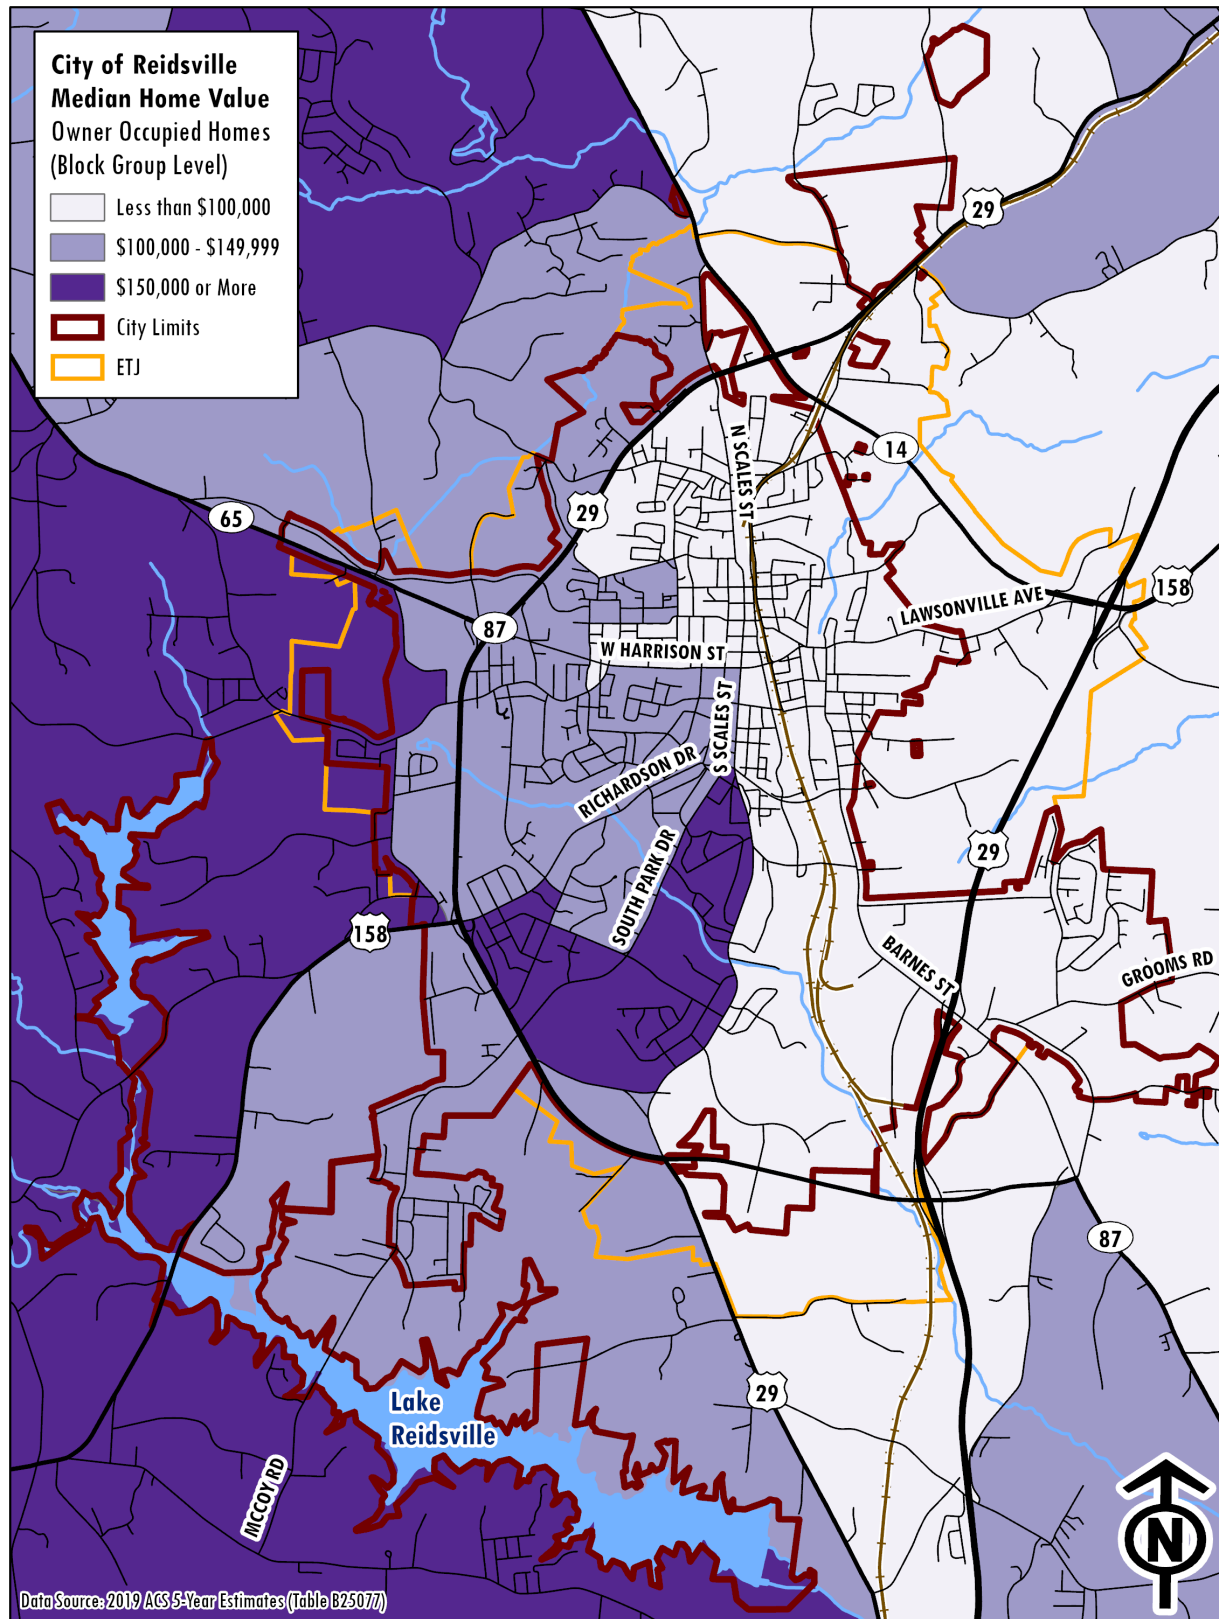 City of Reidsville
Median Home Value
Owner Occupied Homes
(Block Group Level)
Less than $100,000
$100,000 - $149,999
$150,000 or More
City Limits
ETJ
29
N SCALES ST
14
65
29
158
LAWSONVILLE AVE
87
W HARRISON ST
S SCALES ST
RICHARDSON DR
SOUTH PARK DR
29
158
BARNES ST
GROOMS RD
87
29
Lake
Reidsville
MCCOY RD
N
Data Source: 2019 ACS 5-Year Estimates (Table B25077)